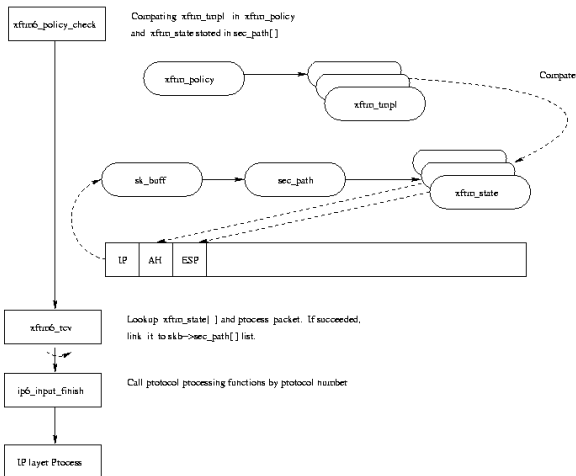 xfrm6_policy_check
Comparing xfrm_tmpl in xfrm_policy
and xfrm_state stored in sec_path[ ]
xfrm_policy
xfrm_tmpl
Compare
sk_buff
sec_path
xfrm_state
IP
AH
ESP
xfrm6_rcv
Lookup xfrm_state[ ] and process packet. If succeeded,
link it to skb->sec_path[ ] list.
ip6_input_finish
Call protocol processing functions by protocol number
IP layer Process